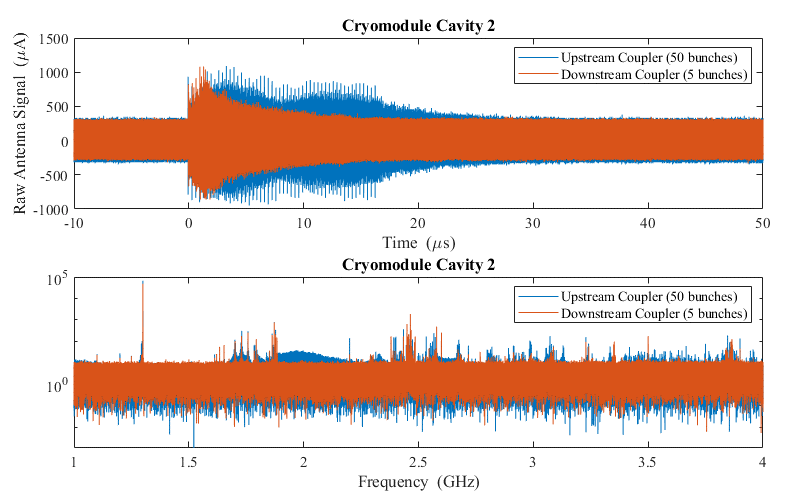 Cryomodule Cavity 2
Raw Antenna Signal (μA)
1500
1000
500
0
-500
-1000
Upstream Coupler (50 bunches)
Downstream Coupler (5 bunches)
-10 0 10 20 30 40 50
Time (μs)
Cryomodule Cavity 2
10^5
10^0
Upstream Coupler (50 bunches)
Downstream Coupler (5 bunches)
1 1.5 2 2.5 3 3.5 4
Frequency (GHz)